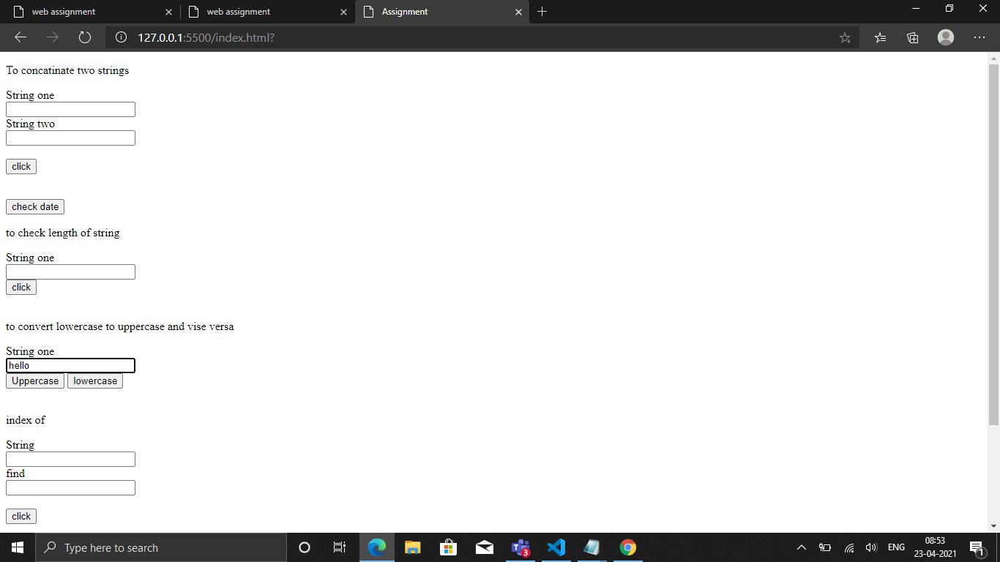 web assignment
web assignment
Assignment
127.0.0.1:5500/index.html?
To concatinate two strings
String one
String two
click
check date
to check length of string
String one
click
to convert lowercase to uppercase and vise versa
String one
hello
Uppercase lowercase
index of
String
find
click
Type here to search
3
ENG
08:53
23-04-2021
1